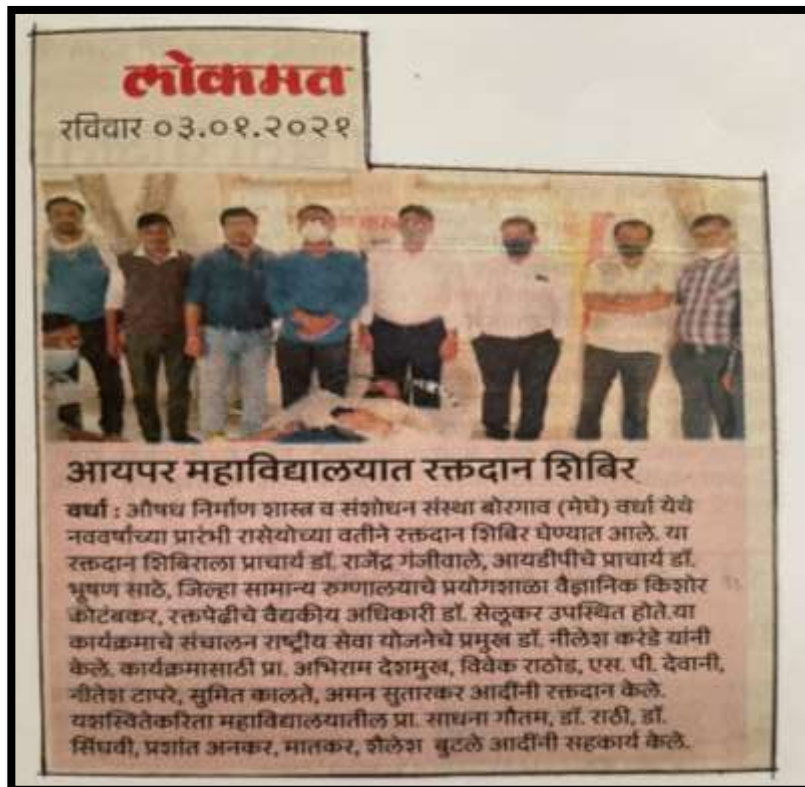 लोकमत
रविवार ०३.०१.२०२१
आयपर महाविद्यालयात रक्तदान शिबिर
वर्धा : औषध निर्माण शास्त्र व संशोधन संस्था बोरगाव (मेघे) वर्धा येथे
नववर्षाच्या प्रारंभी रासेयोच्या वतीने रक्तदान शिबिर घेण्यात आले. या
रक्तदान शिबिराला प्राचार्य डॉ. राजेंद्र गंजीवाले, आयडीपीचे प्राचार्य डॉ.
भूषण साठे, जिल्हा सामान्य रुग्णालयाचे प्रयोगशाळा वैज्ञानिक किशोर
कोटंबकर, रक्तपेढीचे वैद्यकीय अधिकारी डॉ. सेलूकर उपस्थित होते.या
कार्यक्रमाचे संचालन राष्ट्रीय सेवा योजनेचे प्रमुख डॉ. नीलेश करंडे यांनी
केले. कार्यक्रमासाठी प्रा. अभिराम देशमुख, विवेक राठोड, एस. पी. देवानी,
नीतेश टापरे, सुमित कालते, अमन सुतारकर आदींनी रक्तदान केले.
यशस्वितेकरिता महाविद्यालयातील प्रा. साधना गौतम, डॉ. राठी, डॉ.
सिंघवी, प्रशांत अनकर, मातकर, शैलेश बुटले आदींनी सहकार्य केले.